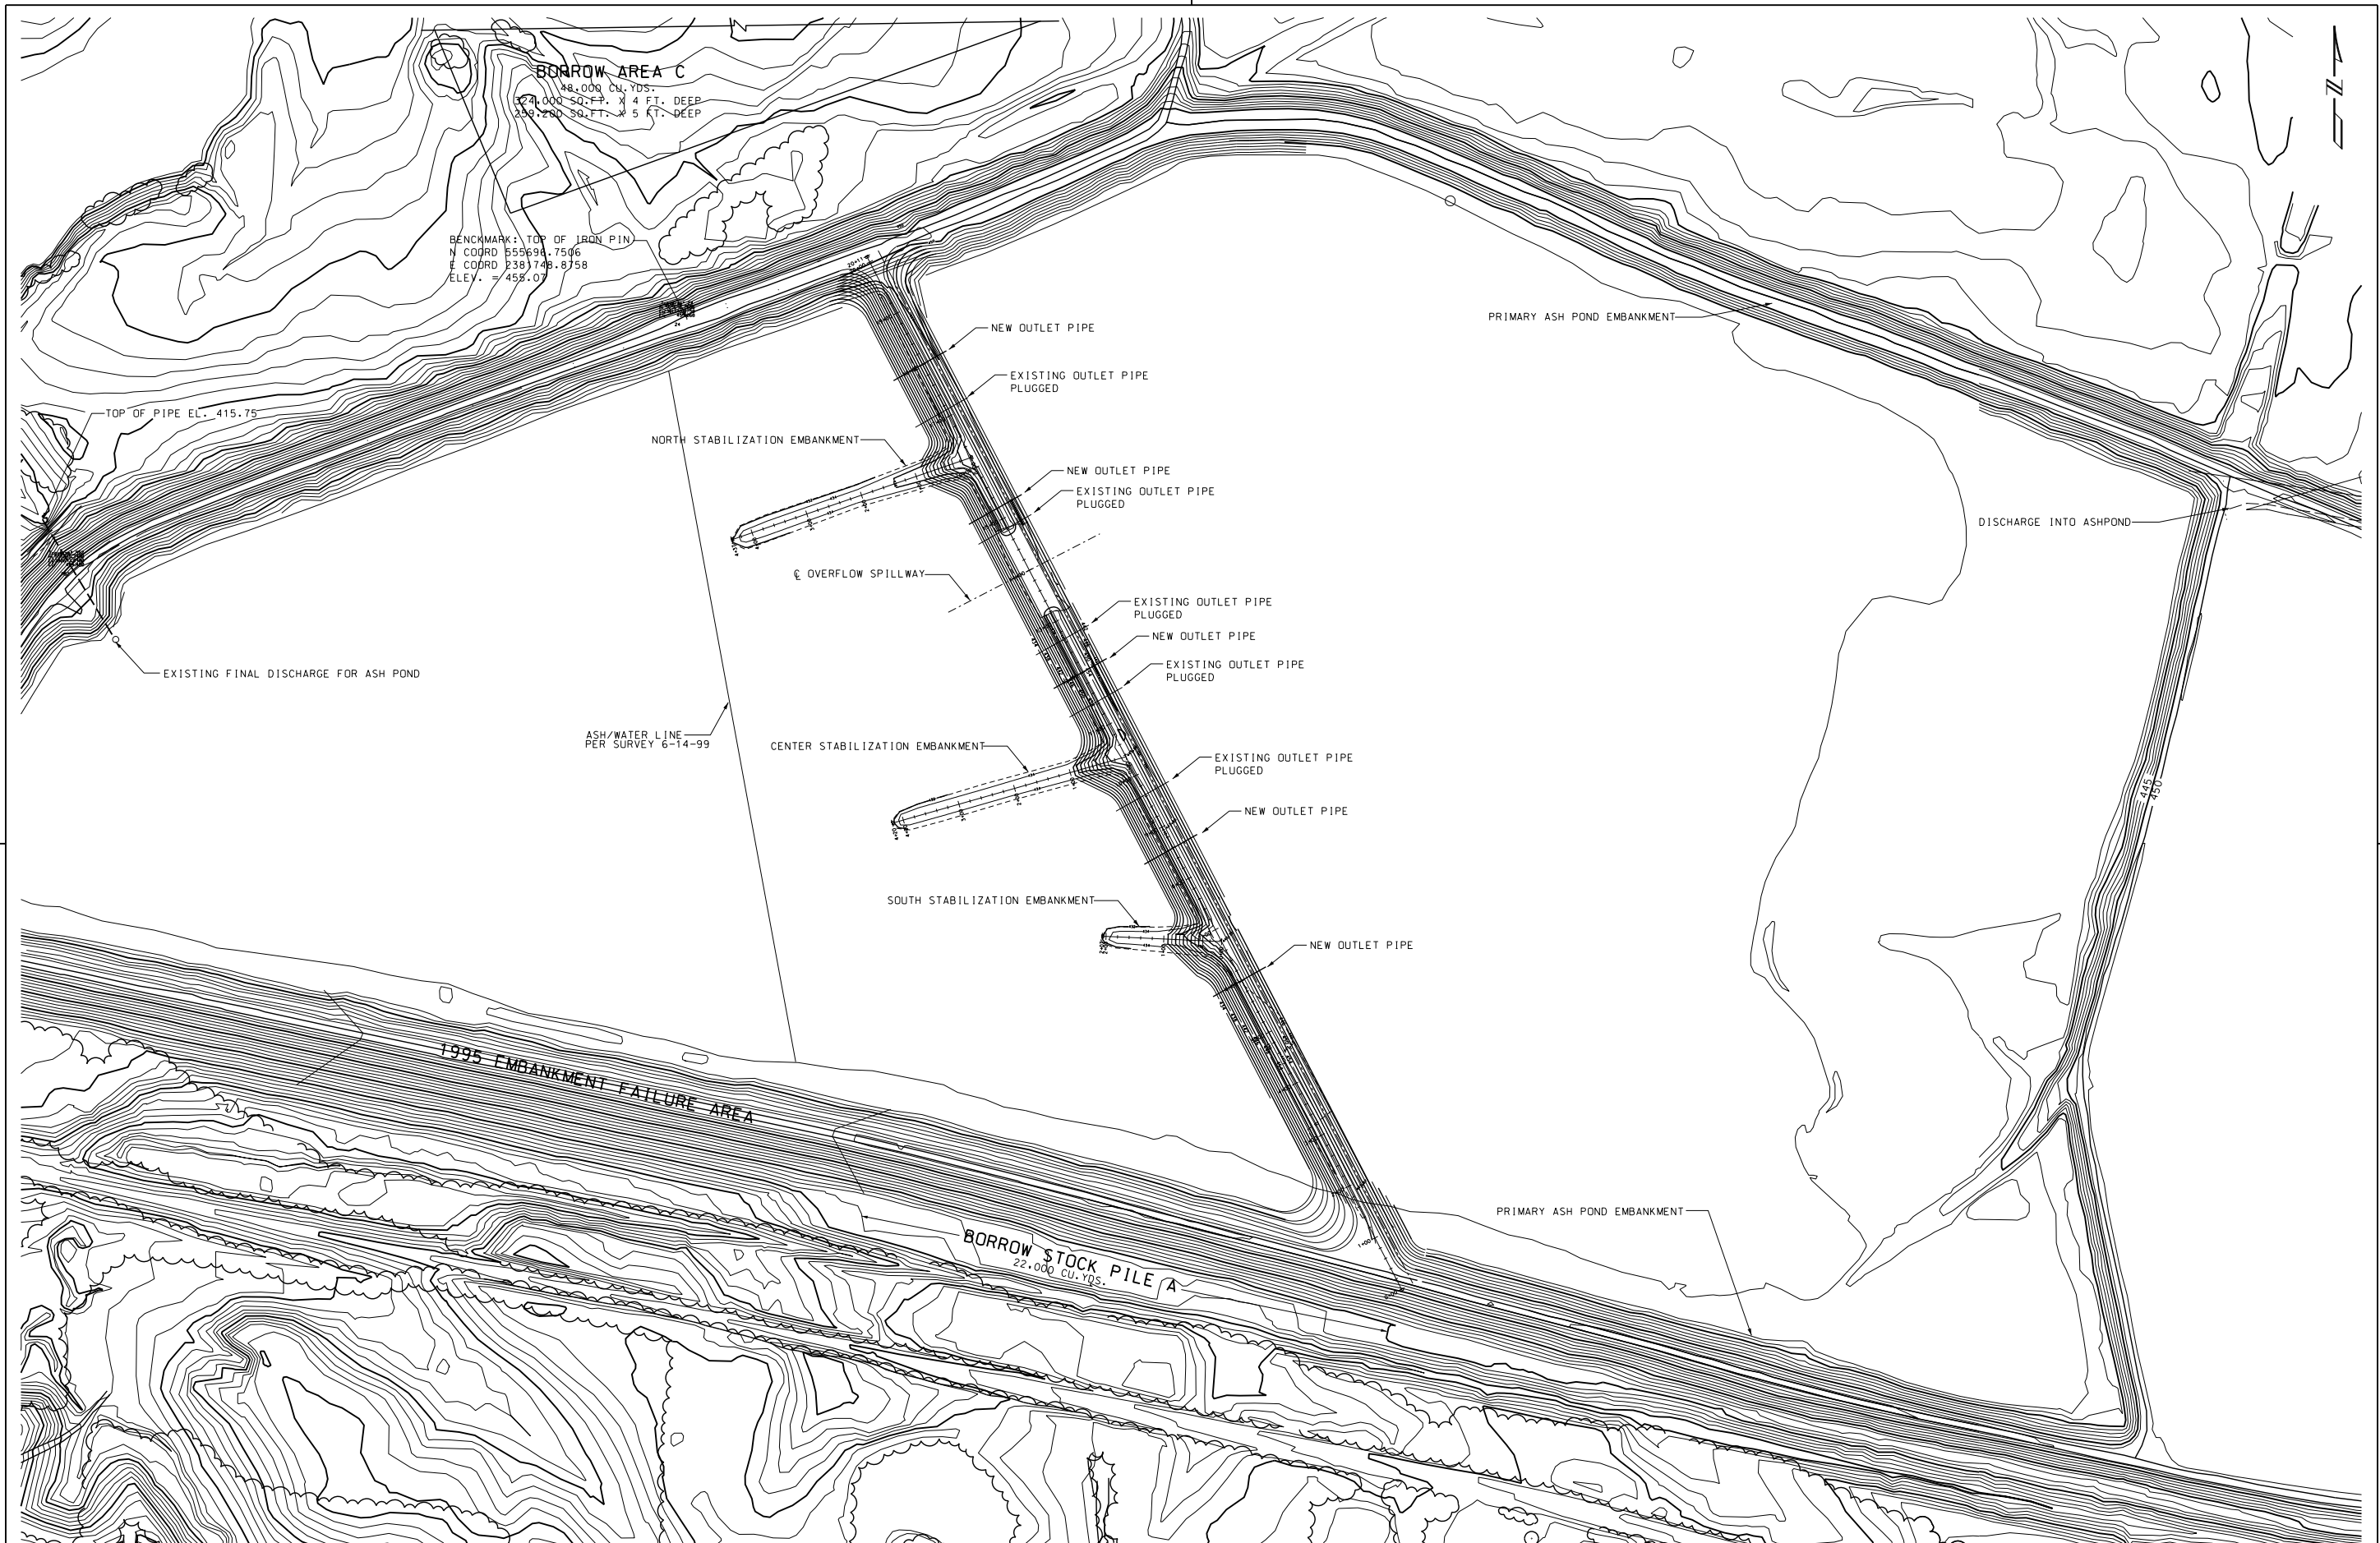 BORROW AREA C
48,000 CU.YDS.
324,000 SQ.FT. X 4 FT. DEEP
259,200 SQ.FT. X 5 FT. DEEP
N
BENCKMARK: TOP OF IRON PIN
N COORD 555696.7506
E COORD 2381748.8758
ELEV. = 455.07
20+11
24
NEW OUTLET PIPE
PRIMARY ASH POND EMBANKMENT
EXISTING OUTLET PIPE
PLUGGED
TOP OF PIPE EL. 415.75
NORTH STABILIZATION EMBANKMENT
NEW OUTLET PIPE
EXISTING OUTLET PIPE
PLUGGED
DISCHARGE INTO ASHPOND
℄ OVERFLOW SPILLWAY
EXISTING OUTLET PIPE
PLUGGED
NEW OUTLET PIPE
EXISTING OUTLET PIPE
PLUGGED
EXISTING FINAL DISCHARGE FOR ASH POND
ASH/WATER LINE
PER SURVEY 6-14-99
CENTER STABILIZATION EMBANKMENT
EXISTING OUTLET PIPE
PLUGGED
445
450
NEW OUTLET PIPE
SOUTH STABILIZATION EMBANKMENT
NEW OUTLET PIPE
1995 EMBANKMENT FAILURE AREA
PRIMARY ASH POND EMBANKMENT
BORROW STOCK PILE A
22,000 CU.YDS.
1+00